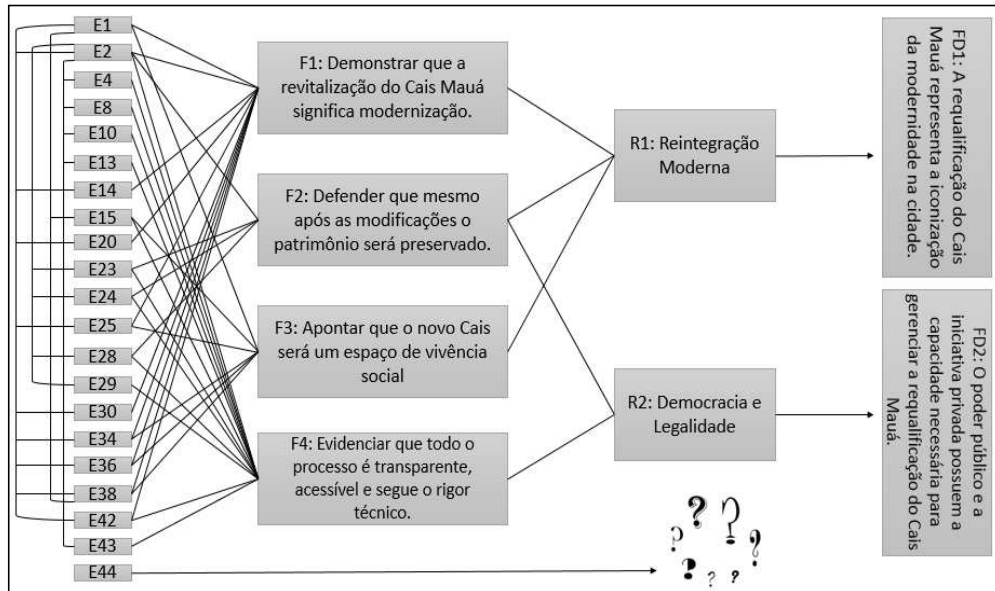 E1
E2
E4
E8
E10
E13
E14
E15
E20
E23
E24
E25
E28
E29
E30
E34
E36
E38
E42
E43
E44
F1: Demonstrar que a
revitalização do Cais Mauá
significa modernização.
F2: Defender que mesmo
após as modificações o
patrimônio será preservado.
F3: Apontar que o novo Cais
será um espaço de vivência
social
F4: Evidenciar que todo o
processo é transparente,
acessível e segue o rigor
técnico.
R1: Reintegração
Moderna
R2: Democracia e
Legalidade
? ? ? ? ? ? ?
FD1: A requalificação do Cais
Mauá representa a iconização
da modernidade na cidade.
FD2: O poder público e a
iniciativa privada possuem a
capacidade necessária para
gerenciar a requalificação do Cais
Mauá.